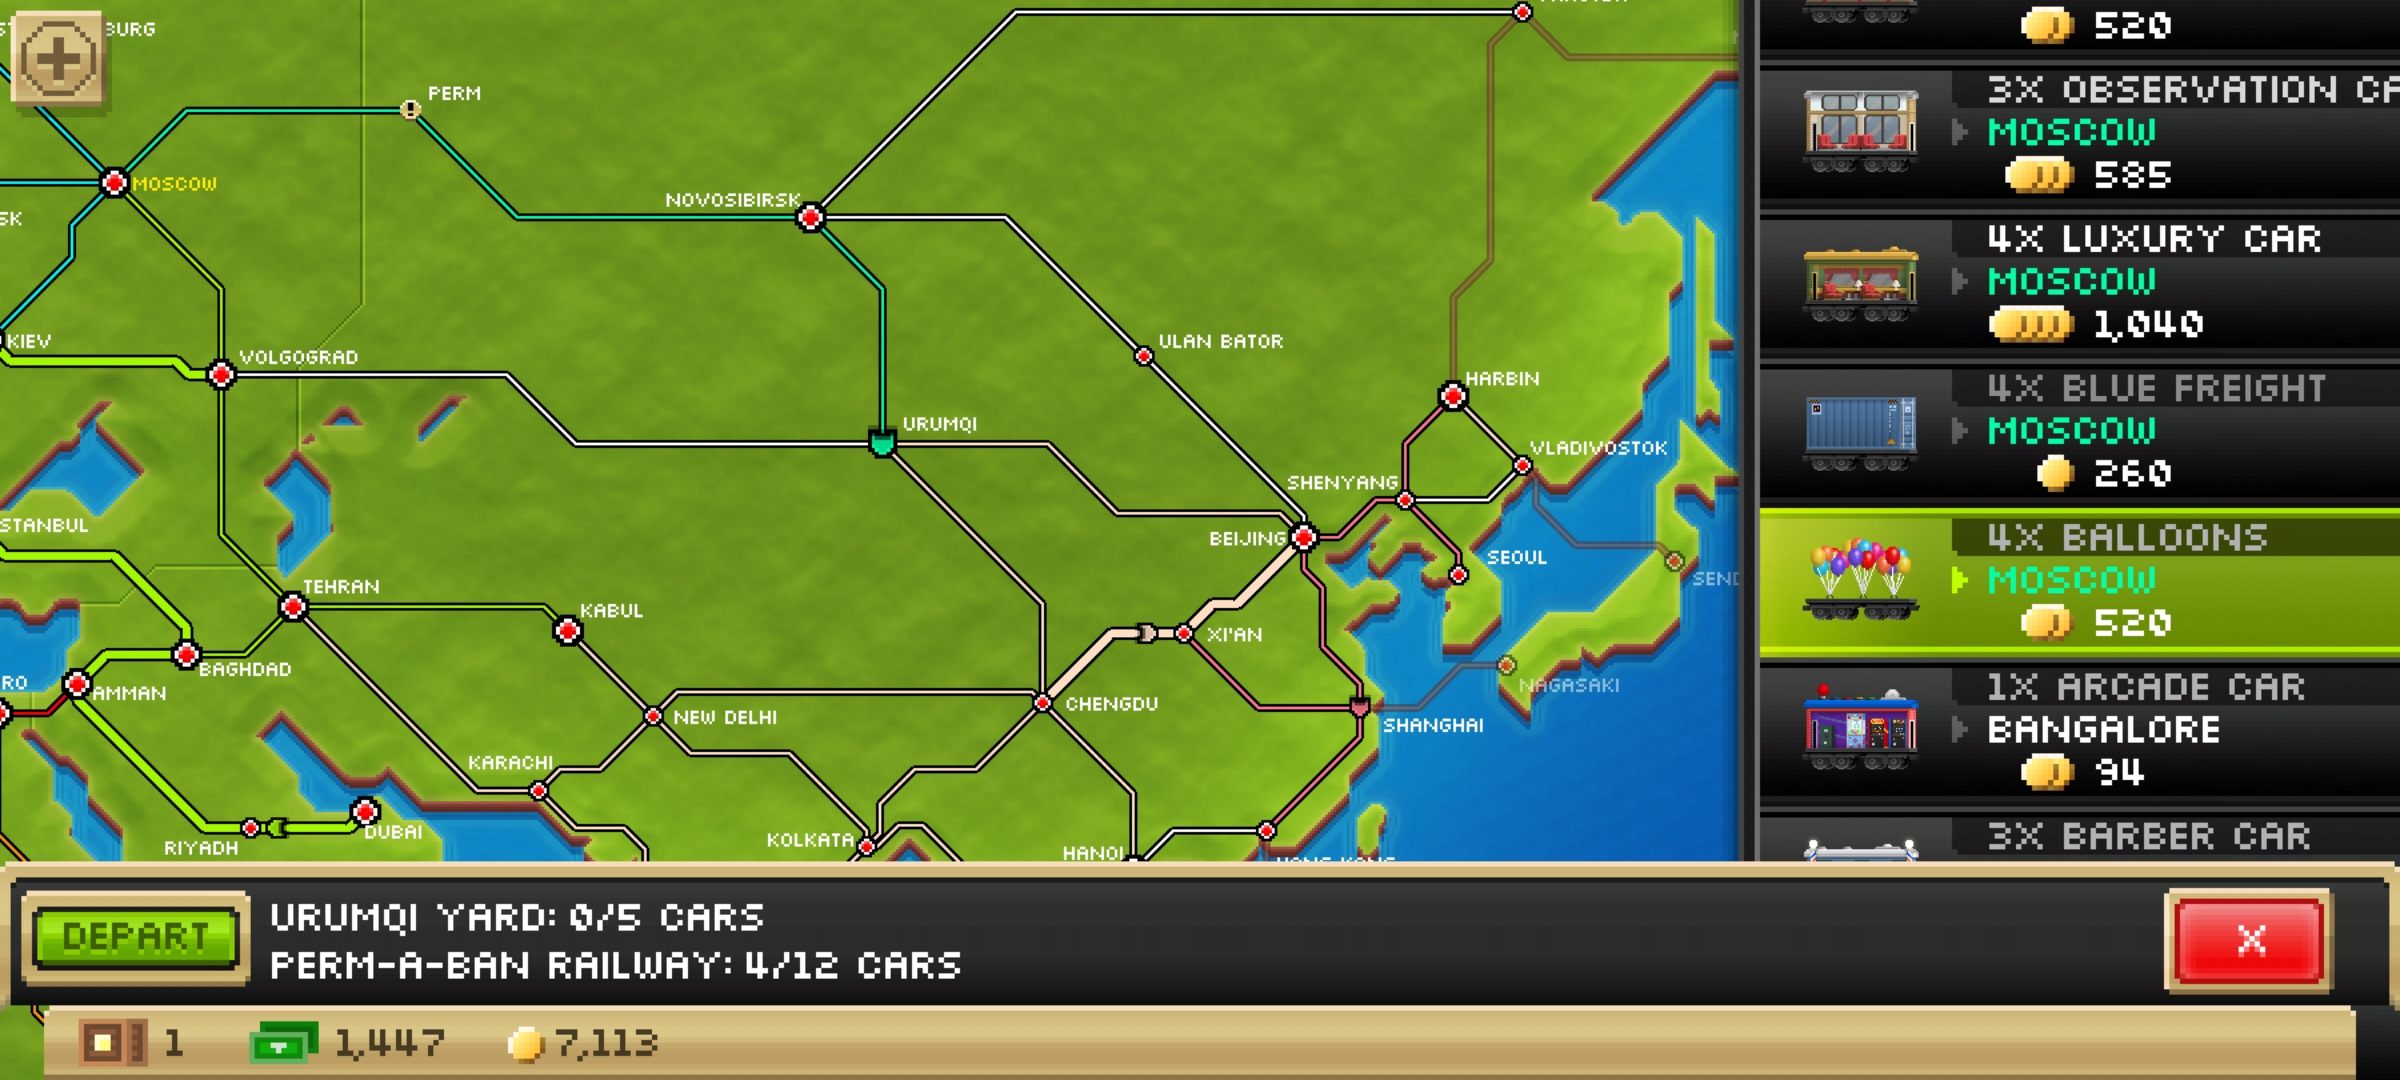 BURG
PERM
MOSCOW
NOVOSIBIRSK
SK
KIEV
VOLGOGRAD
ULAN BATOR
URUMQI
HARBIN
VLADIVOSTOK
SHENYANG
STANBUL
BEIJING
SEOUL
SEND
TEHRAN
KABUL
XI'AN
BAGHDAD
RO
AMMAN
NAGASAKI
NEW DELHI
CHENGDU
SHANGHAI
KARACHI
DUBAI
RIYADH
KOLKATA
HANOI
520
3X OBSERVATION CA
MOSCOW
585
4X LUXURY CAR
MOSCOW
1,040
4X BLUE FREIGHT
MOSCOW
260
4X BALLOONS
MOSCOW
520
1X ARCADE CAR
BANGALORE
94
3X BARBER CAR
DEPART
URUMQI YARD: 0/5 CARS
PERM-A-BAN RAILWAY: 4/12 CARS
X
1
1,447
7,113